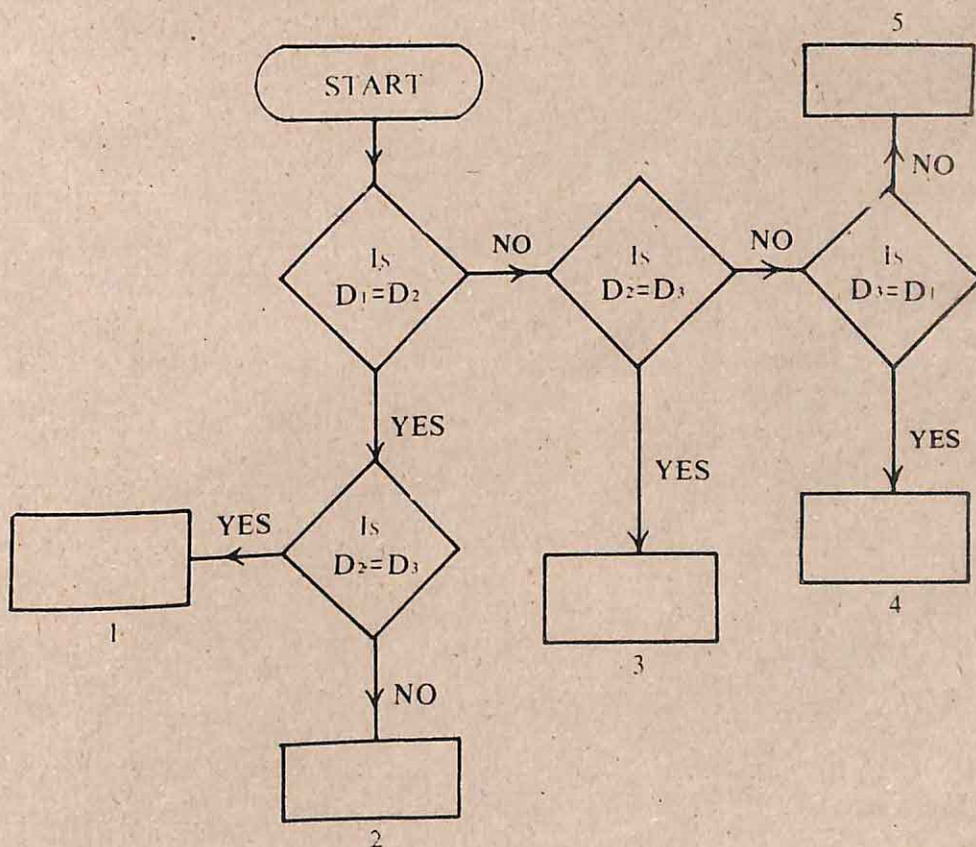 5
START
NO
Is
D₁=D₂
NO
Is
D₂=D₃
NO
Is
D₃=D₁
YES
YES
YES
YES
Is
D₂=D₃
1
NO
2
3
4